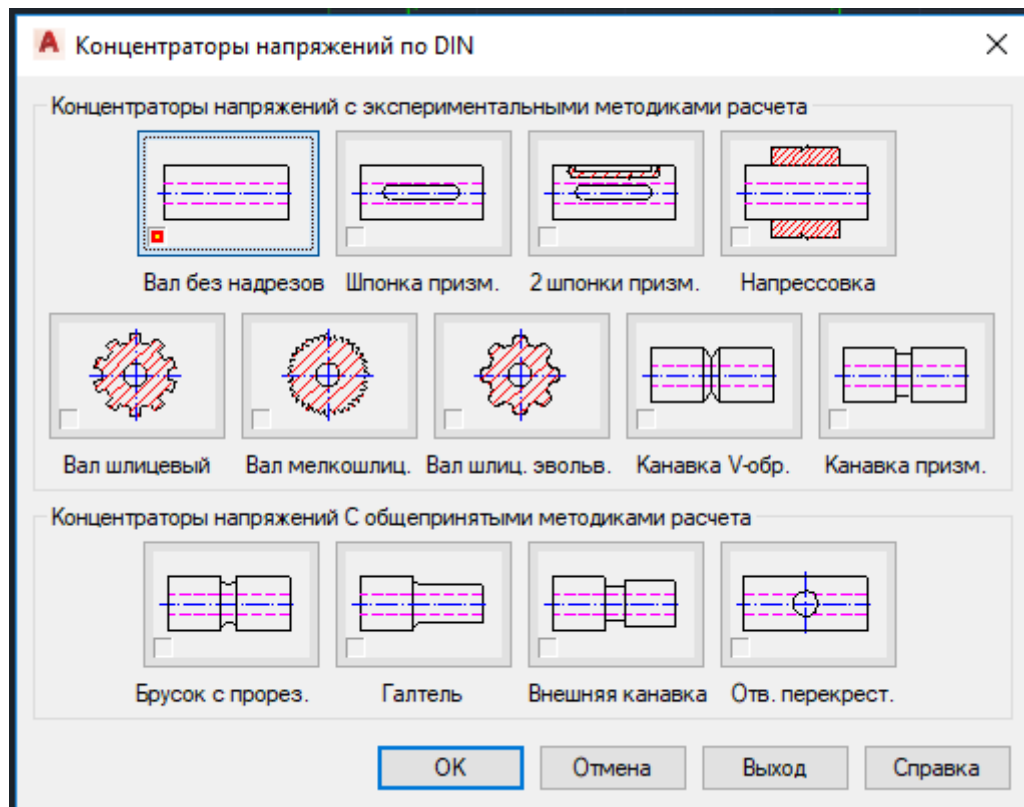 Концентраторы напряжений по DIN
Концентраторы напряжений с экспериментальными методиками расчета
Вал без надрезов Шпонка призм. 2 шпонки призм. Напрессовка
Вал шлицевый Вал мелкошлиц. Вал шлиц. эвольв. Канавка V-обр. Канавка призм.
Концентраторы напряжений С общепринятыми методиками расчета
Брусок с прорез. Галтель Внешняя канавка Отв. перекрест.
OK Отмена Выход Справка